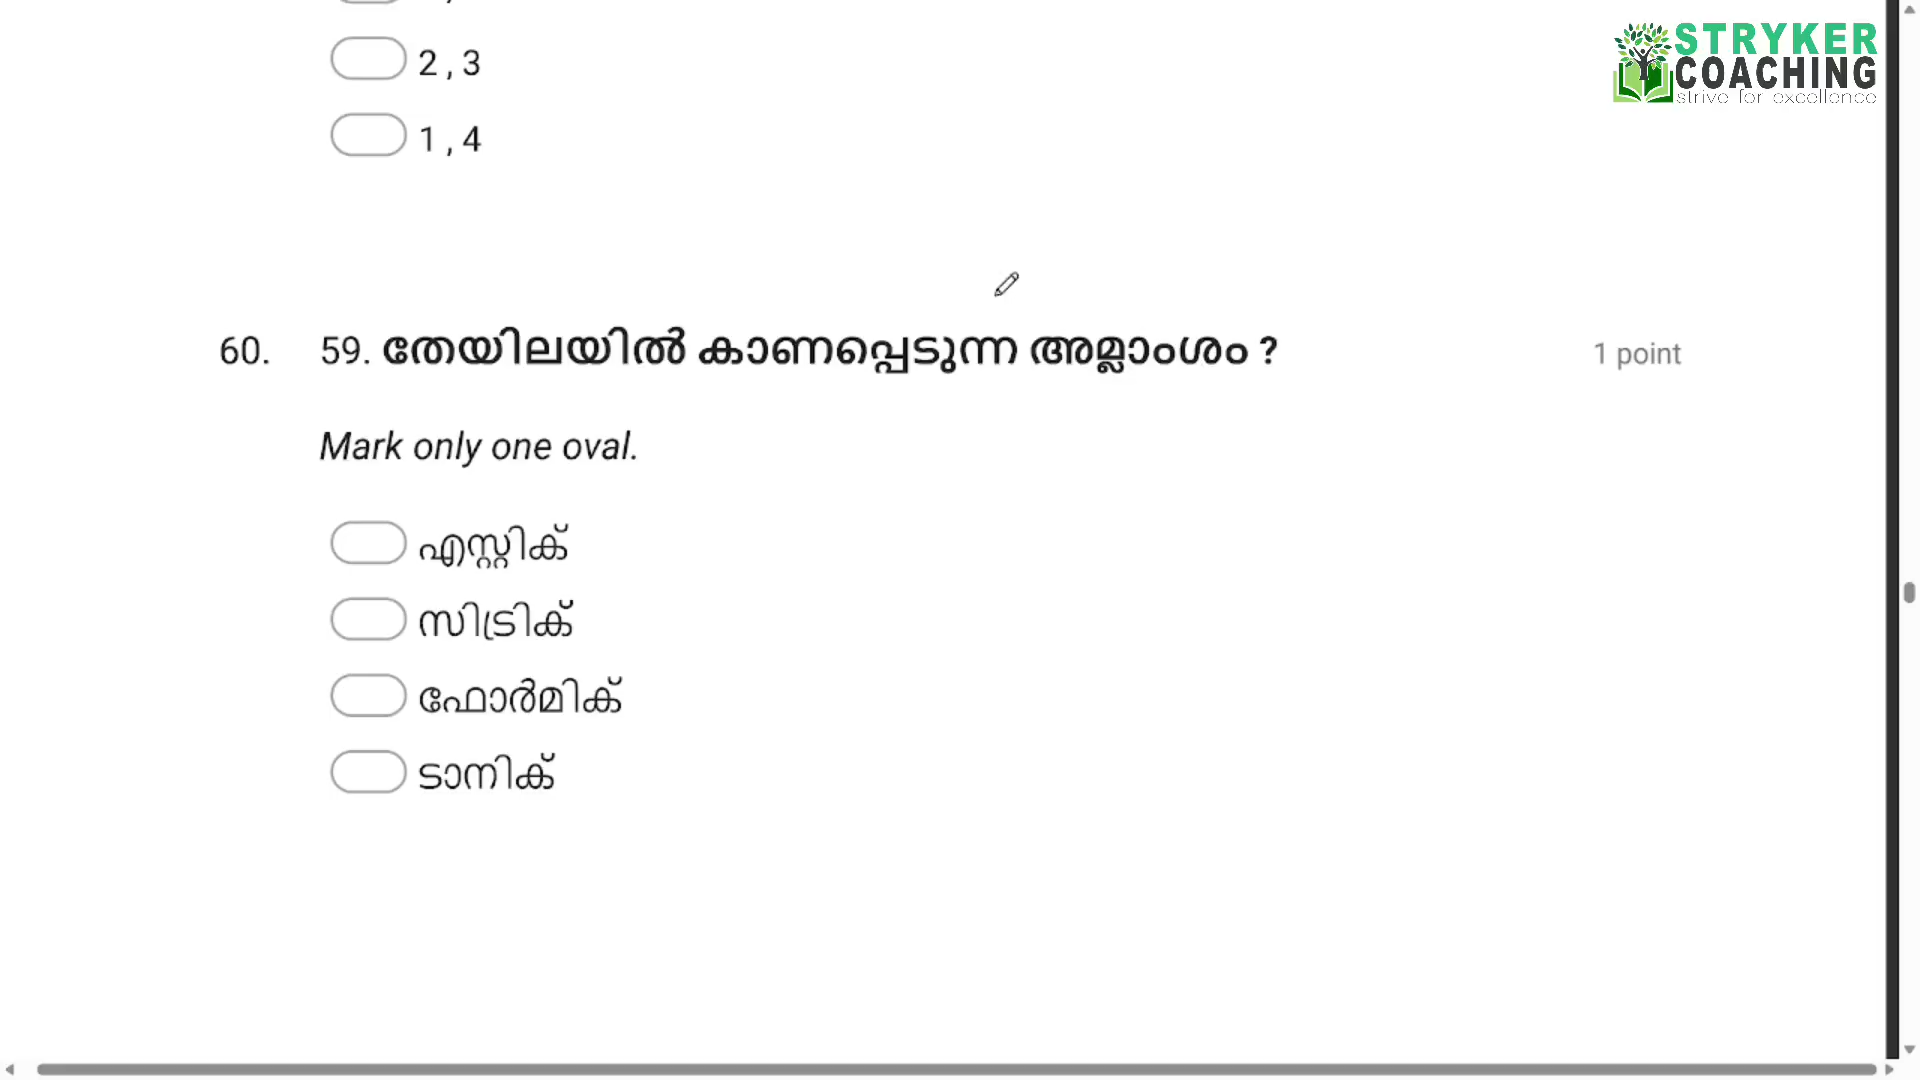 2 , 3
1 , 4
STRYKER
COACHING
strive for excellence
60. 59. തേയിലയിൽ കാണപ്പെടുന്ന അമ്ലാംശം ? 1 point
Mark only one oval.
എസ്റ്റിക്
സിട്രിക്
ഫോർമിക്
ടാനിക്